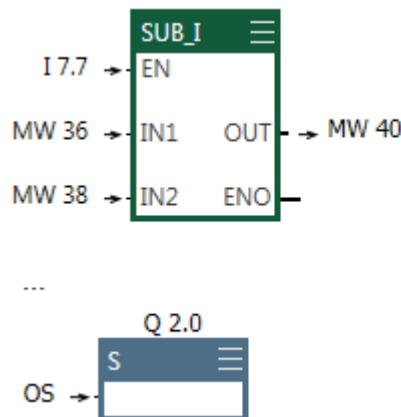 SUB_I
I 7.7 EN
MW 36 IN1 OUT MW 40
MW 38 IN2 ENO
...
Q 2.0
S
OS